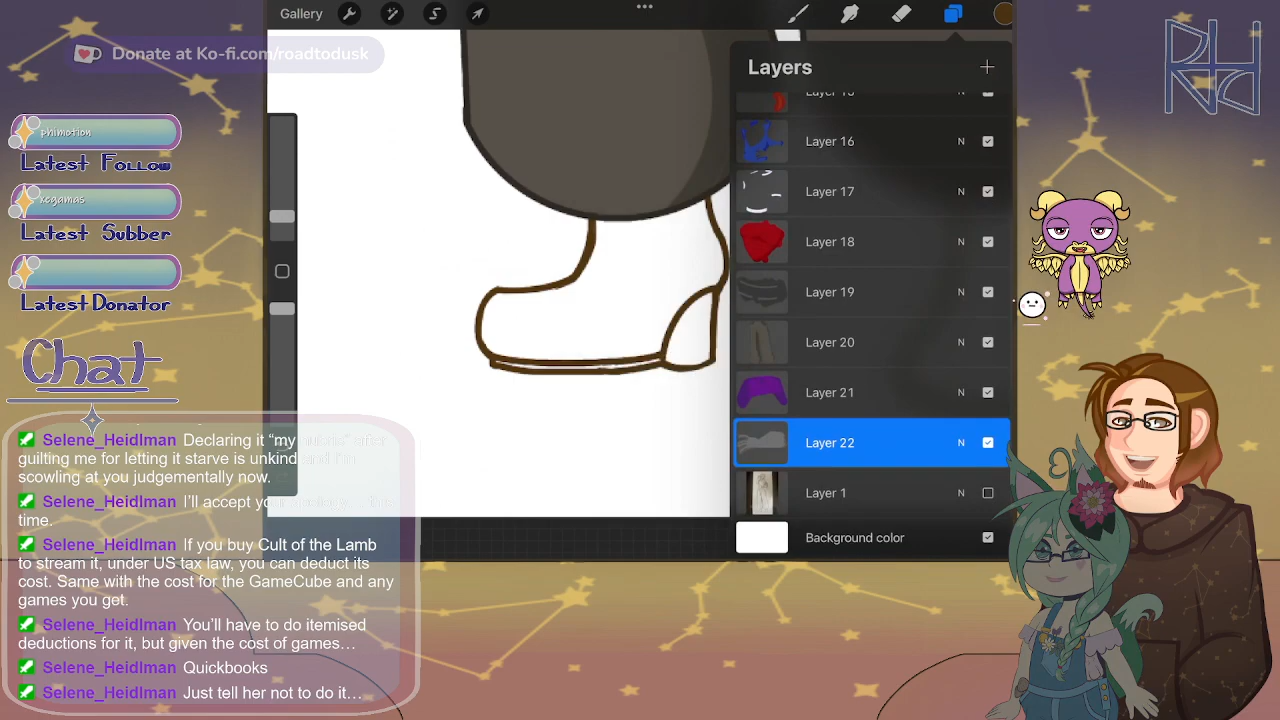 Gallery
Donate at Ko-fi.com/roadtodusk
Layers
Layer 15
N
Layer 16
N
Layer 17
N
Layer 18
N
Layer 19
N
Layer 20
N
Layer 21
N
Layer 22
N
Layer 1
N
Background color
phimotion
Latest Follow
xcgamas
Latest Subber
Latest Donator
Chat
Selene_Heidlman Declaring it “my
guilting me for letting it starve is unkind
scowling at you judgementally now.
Selene_Heidlman I’ll accept
time.
Selene_Heidlman If you buy Cult of the Lamb
to stream it, under US tax law, you can deduct its
cost. Same with the cost for the GameCube and any
games you get.
Selene_Heidlman You’ll have to do itemised
deductions for it, but given the cost of games…
Selene_Heidlman Quickbooks
Selene_Heidlman Just tell her not to do it…